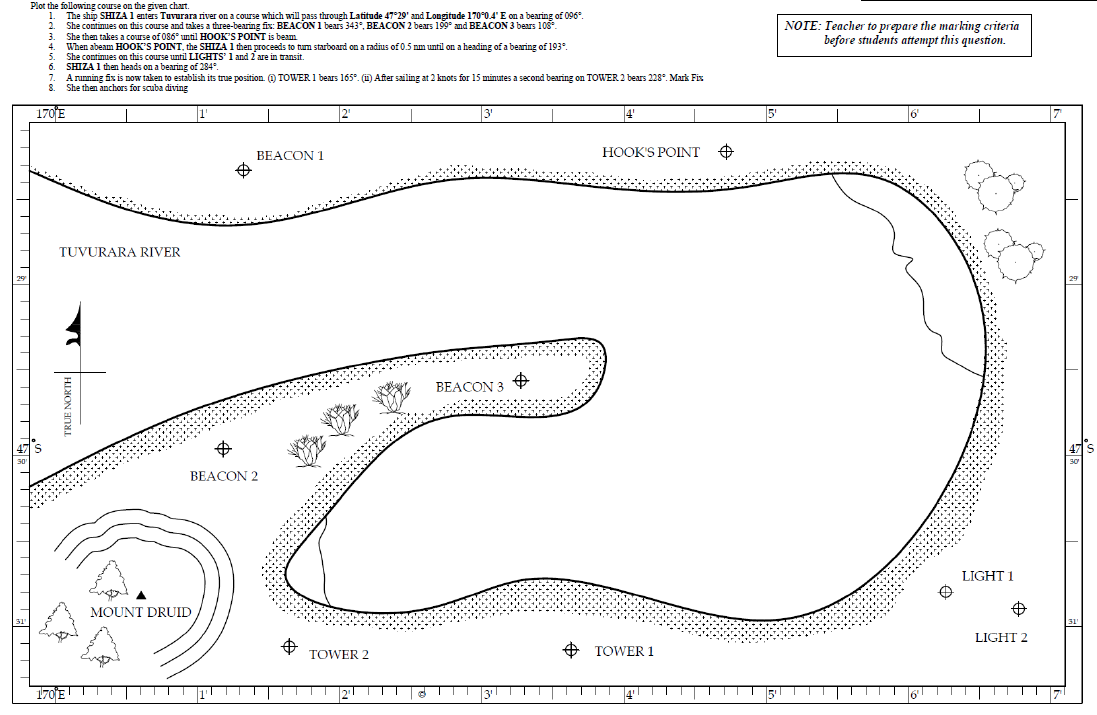 Plot the following course on the given chart.
1. The ship SHIZA 1 enters Tuvurara river on a course which will pass through Latitude 47°29' and Longitude 170°0.4' E on a bearing of 096°.
2. She continues on this course and takes a three-bearing fix: BEACON 1 bears 343°, BEACON 2 bears 199° and BEACON 3 bears 108°.
3. She then takes a course of 086° until HOOK'S POINT is beam.
4. When abeam HOOK'S POINT, the SHIZA 1 then proceeds to turn starboard on a radius of 0.5 nm until on a heading of a bearing of 193°.
5. She continues on this course until LIGHTS' 1 and 2 are in transit.
6. SHIZA 1 then heads on a bearing of 284°.
7. A running fix is now taken to establish its true position. (i) TOWER 1 bears 165°. (ii) After sailing at 2 knots for 15 minutes a second bearing on TOWER 2 bears 228°. Mark Fix
8. She then anchors for scuba diving
NOTE: Teacher to prepare the marking criteria
before students attempt this question.
170°E 1' 2' 3' 4' 5' 6' 7'
BEACON 1
HOOK'S POINT
TUVURARA RIVER
29' 29'
TRUE NORTH
BEACON 3
47°S 47°S
30' 30'
BEACON 2
LIGHT 1
MOUNT DRUID
31' 31'
LIGHT 2
TOWER 2
TOWER 1
170°E 1' 2' © 3' 4' 5' 6' 7'